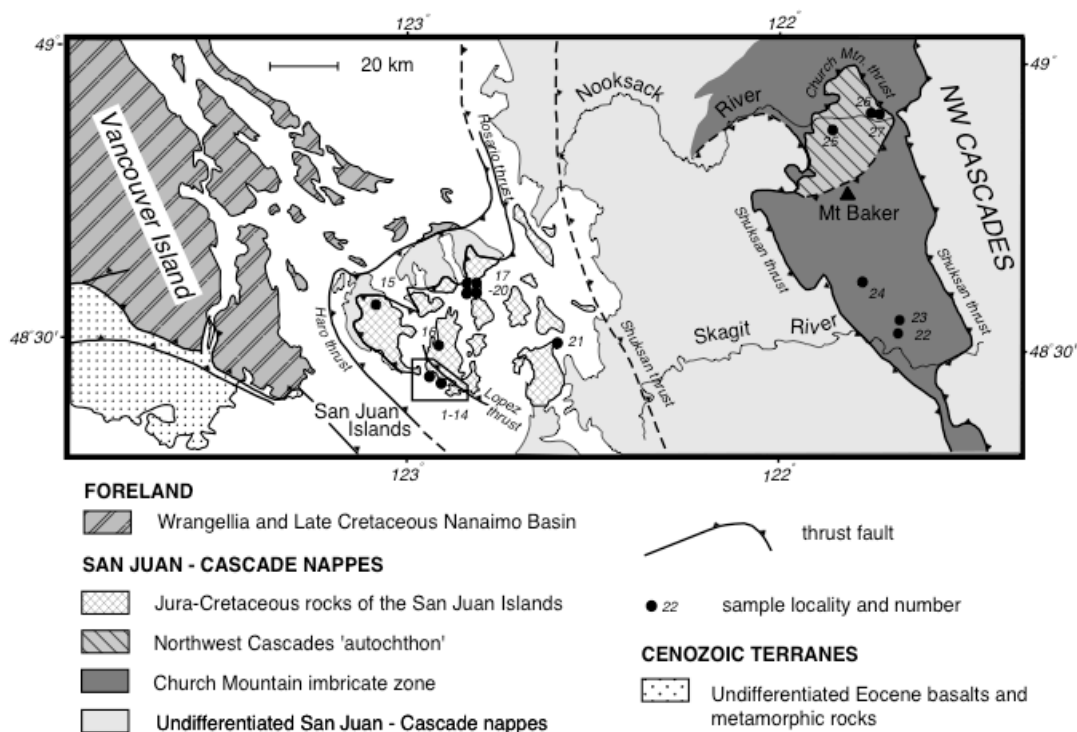 123°
122°
49°
20 km
Nooksack
River
Church Mtn. thrust
26
27
25
49°
Vancouver Island
Rosario thrust
NW CASCADES
Mt Baker
Shuksan thrust
Shuksan thrust
15
17
-20
24
48°30'
Haro thrust
16
21
Shuksan thrust
Skagit River
23
22
48°30'
San Juan
Islands
1-14
Lopez
thrust
123°
122°
FORELAND
Wrangellia and Late Cretaceous Nanaimo Basin
SAN JUAN - CASCADE NAPPES
Jura-Cretaceous rocks of the San Juan Islands
Northwest Cascades 'autochthon'
Church Mountain imbricate zone
Undifferentiated San Juan - Cascade nappes
thrust fault
22 sample locality and number
CENOZOIC TERRANES
Undifferentiated Eocene basalts and
metamorphic rocks